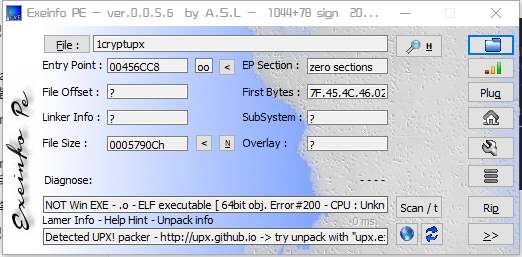 Exeinfo PE - ver.0.0.5.6 by A.S.L - 1044+78 sign 20...
File : 1cryptupx H
Entry Point : 00456CC8 oo < EP Section : zero sections
File Offset : ? First Bytes : 7F.45.4C.46.02
Linker Info : ? SubSystem : ? Plug
File Size : 0005790Ch < N Overlay : ?
Diagnose: ----
NOT Win EXE - .o - ELF executable [ 64bit obj. Error#200 - CPU : Unkn Scan / t Rip
Lamer Info - Help Hint - Unpack info 0 ms.
Detected UPX! packer - http://upx.github.io -> try unpack with "upx.e: >>
Exeinfo Pe